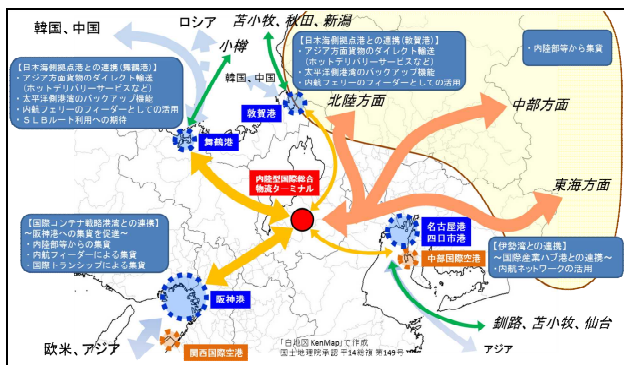 韓国、中国
ロシア
苫小牧、秋田、新潟
小樽
【日本海側拠点港との連携(舞鶴港)】
・アジア方面貨物のダイレクト輸送
（ホットデリバリーサービスなど）
・太平洋側港湾のバックアップ機能
・内航フェリーのフィーダーとしての活用
・ＳＬＢルート利用への期待
【日本海側拠点港との連携(敦賀港)】
・アジア方面貨物のダイレクト輸送
（ホットデリバリーサービスなど）
・太平洋側港湾のバックアップ機能
・内航フェリーのフィーダーとしての活用
・内陸部等から集貨
韓国、中国
敦賀港
北陸方面
中部方面
舞鶴港
内陸型国際総合
物流ターミナル
東海方面
【国際コンテナ戦略港湾との連携】
～阪神港への集貨を促進～
・内陸部等からの集貨
・内航フィーダーによる集貨
・国際トランシップによる集貨
名古屋港
四日市港
中部国際空港
【伊勢湾との連携】
～国際産業ハブ港との連携～
・内航ネットワークの活用
阪神港
釧路、苫小牧、仙台
欧米、アジア
関西国際空港
「白地図 KenMap」で作成
国土地理院承認 平14総複 第149号
アジア